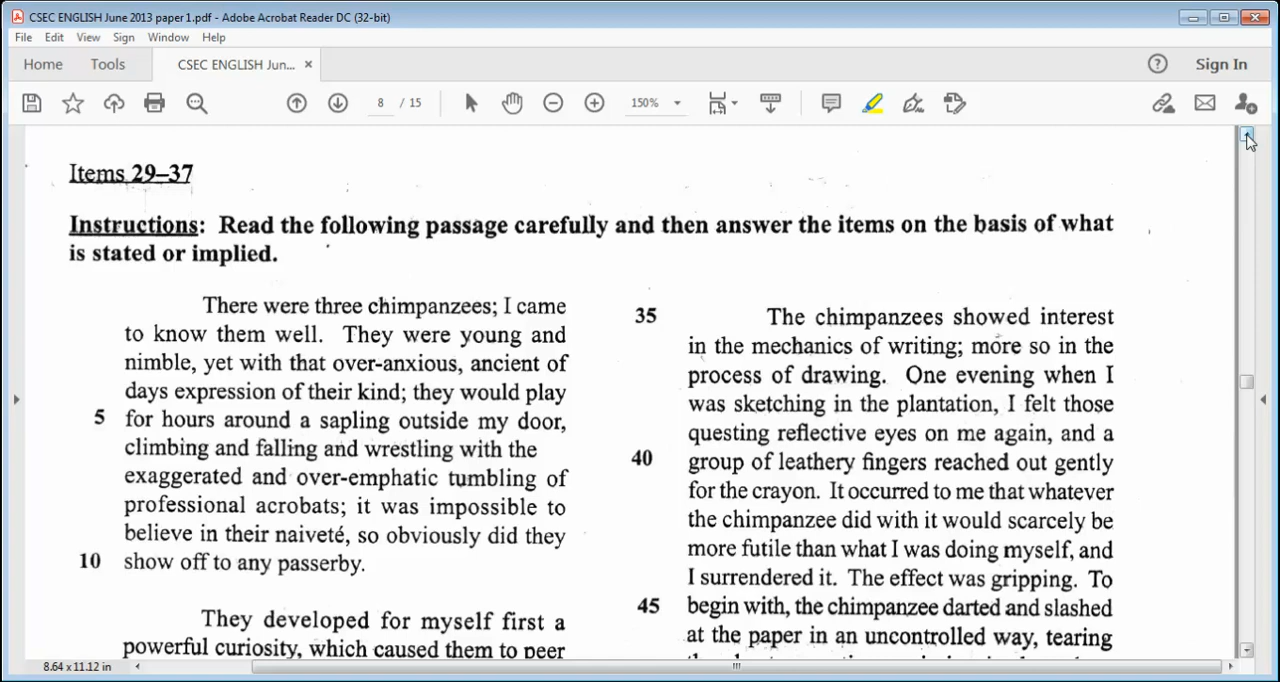 CSEC ENGLISH June 2013 paper 1.pdf - Adobe Acrobat Reader DC (32-bit)
File Edit View Sign Window Help
Home Tools CSEC ENGLISH Jun... × Sign In
8 / 15 150%
Items 29–37
Instructions: Read the following passage carefully and then answer the items on the basis of what
is stated or implied.
There were three chimpanzees; I came
to know them well. They were young and
nimble, yet with that over-anxious, ancient of
days expression of their kind; they would play
5 for hours around a sapling outside my door,
climbing and falling and wrestling with the
exaggerated and over-emphatic tumbling of
professional acrobats; it was impossible to
believe in their naiveté, so obviously did they
10 show off to any passerby.
They developed for myself first a
powerful curiosity, which caused them to peer
35 The chimpanzees showed interest
in the mechanics of writing; more so in the
process of drawing. One evening when I
was sketching in the plantation, I felt those
questing reflective eyes on me again, and a
40 group of leathery fingers reached out gently
for the crayon. It occurred to me that whatever
the chimpanzee did with it would scarcely be
more futile than what I was doing myself, and
I surrendered it. The effect was gripping. To
45 begin with, the chimpanzee darted and slashed
at the paper in an uncontrolled way, tearing
8.64 x 11.12 in